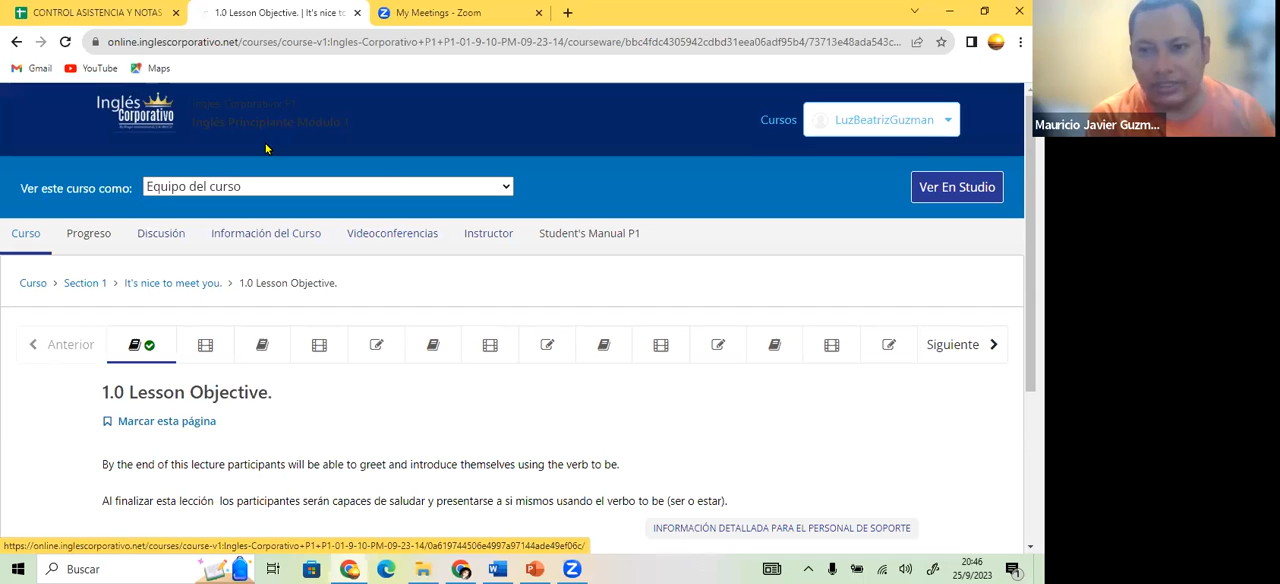 CONTROL ASISTENCIA Y NOTAS
1.0 Lesson Objective. | It's nice to
My Meetings - Zoom
online.inglescorporativo.net/courses/course-v1:Ingles-Corporativo+P1+P1-01-9-10-PM-09-23-14/courseware/bbc4fdc4305942cdbd31eea06adf95b4/73713e48ada543c...
Gmail
YouTube
Maps
Inglés
Corporativo
Ingles-Corporativo P1
Inglés Principiante Módulo 1
Cursos
LuzBeatrizGuzman
Ver este curso como:
Equipo del curso
Ver En Studio
Curso
Progreso
Discusión
Información del Curso
Videoconferencias
Instructor
Student's Manual P1
Curso > Section 1 > It's nice to meet you. > 1.0 Lesson Objective.
Anterior
Siguiente
1.0 Lesson Objective.
Marcar esta página
By the end of this lecture participants will be able to greet and introduce themselves using the verb to be.
Al finalizar esta lección los participantes serán capaces de saludar y presentarse a si mismos usando el verbo to be (ser o estar).
INFORMACIÓN DETALLADA PARA EL PERSONAL DE SOPORTE
https://online.inglescorporativo.net/courses/course-v1:Ingles-Corporativo+P1+P1-01-9-10-PM-09-23-14/0a619744506e4997a97144ade49ef06c/
Buscar
20:46
25/9/2023
Mauricio Javier Guzm...